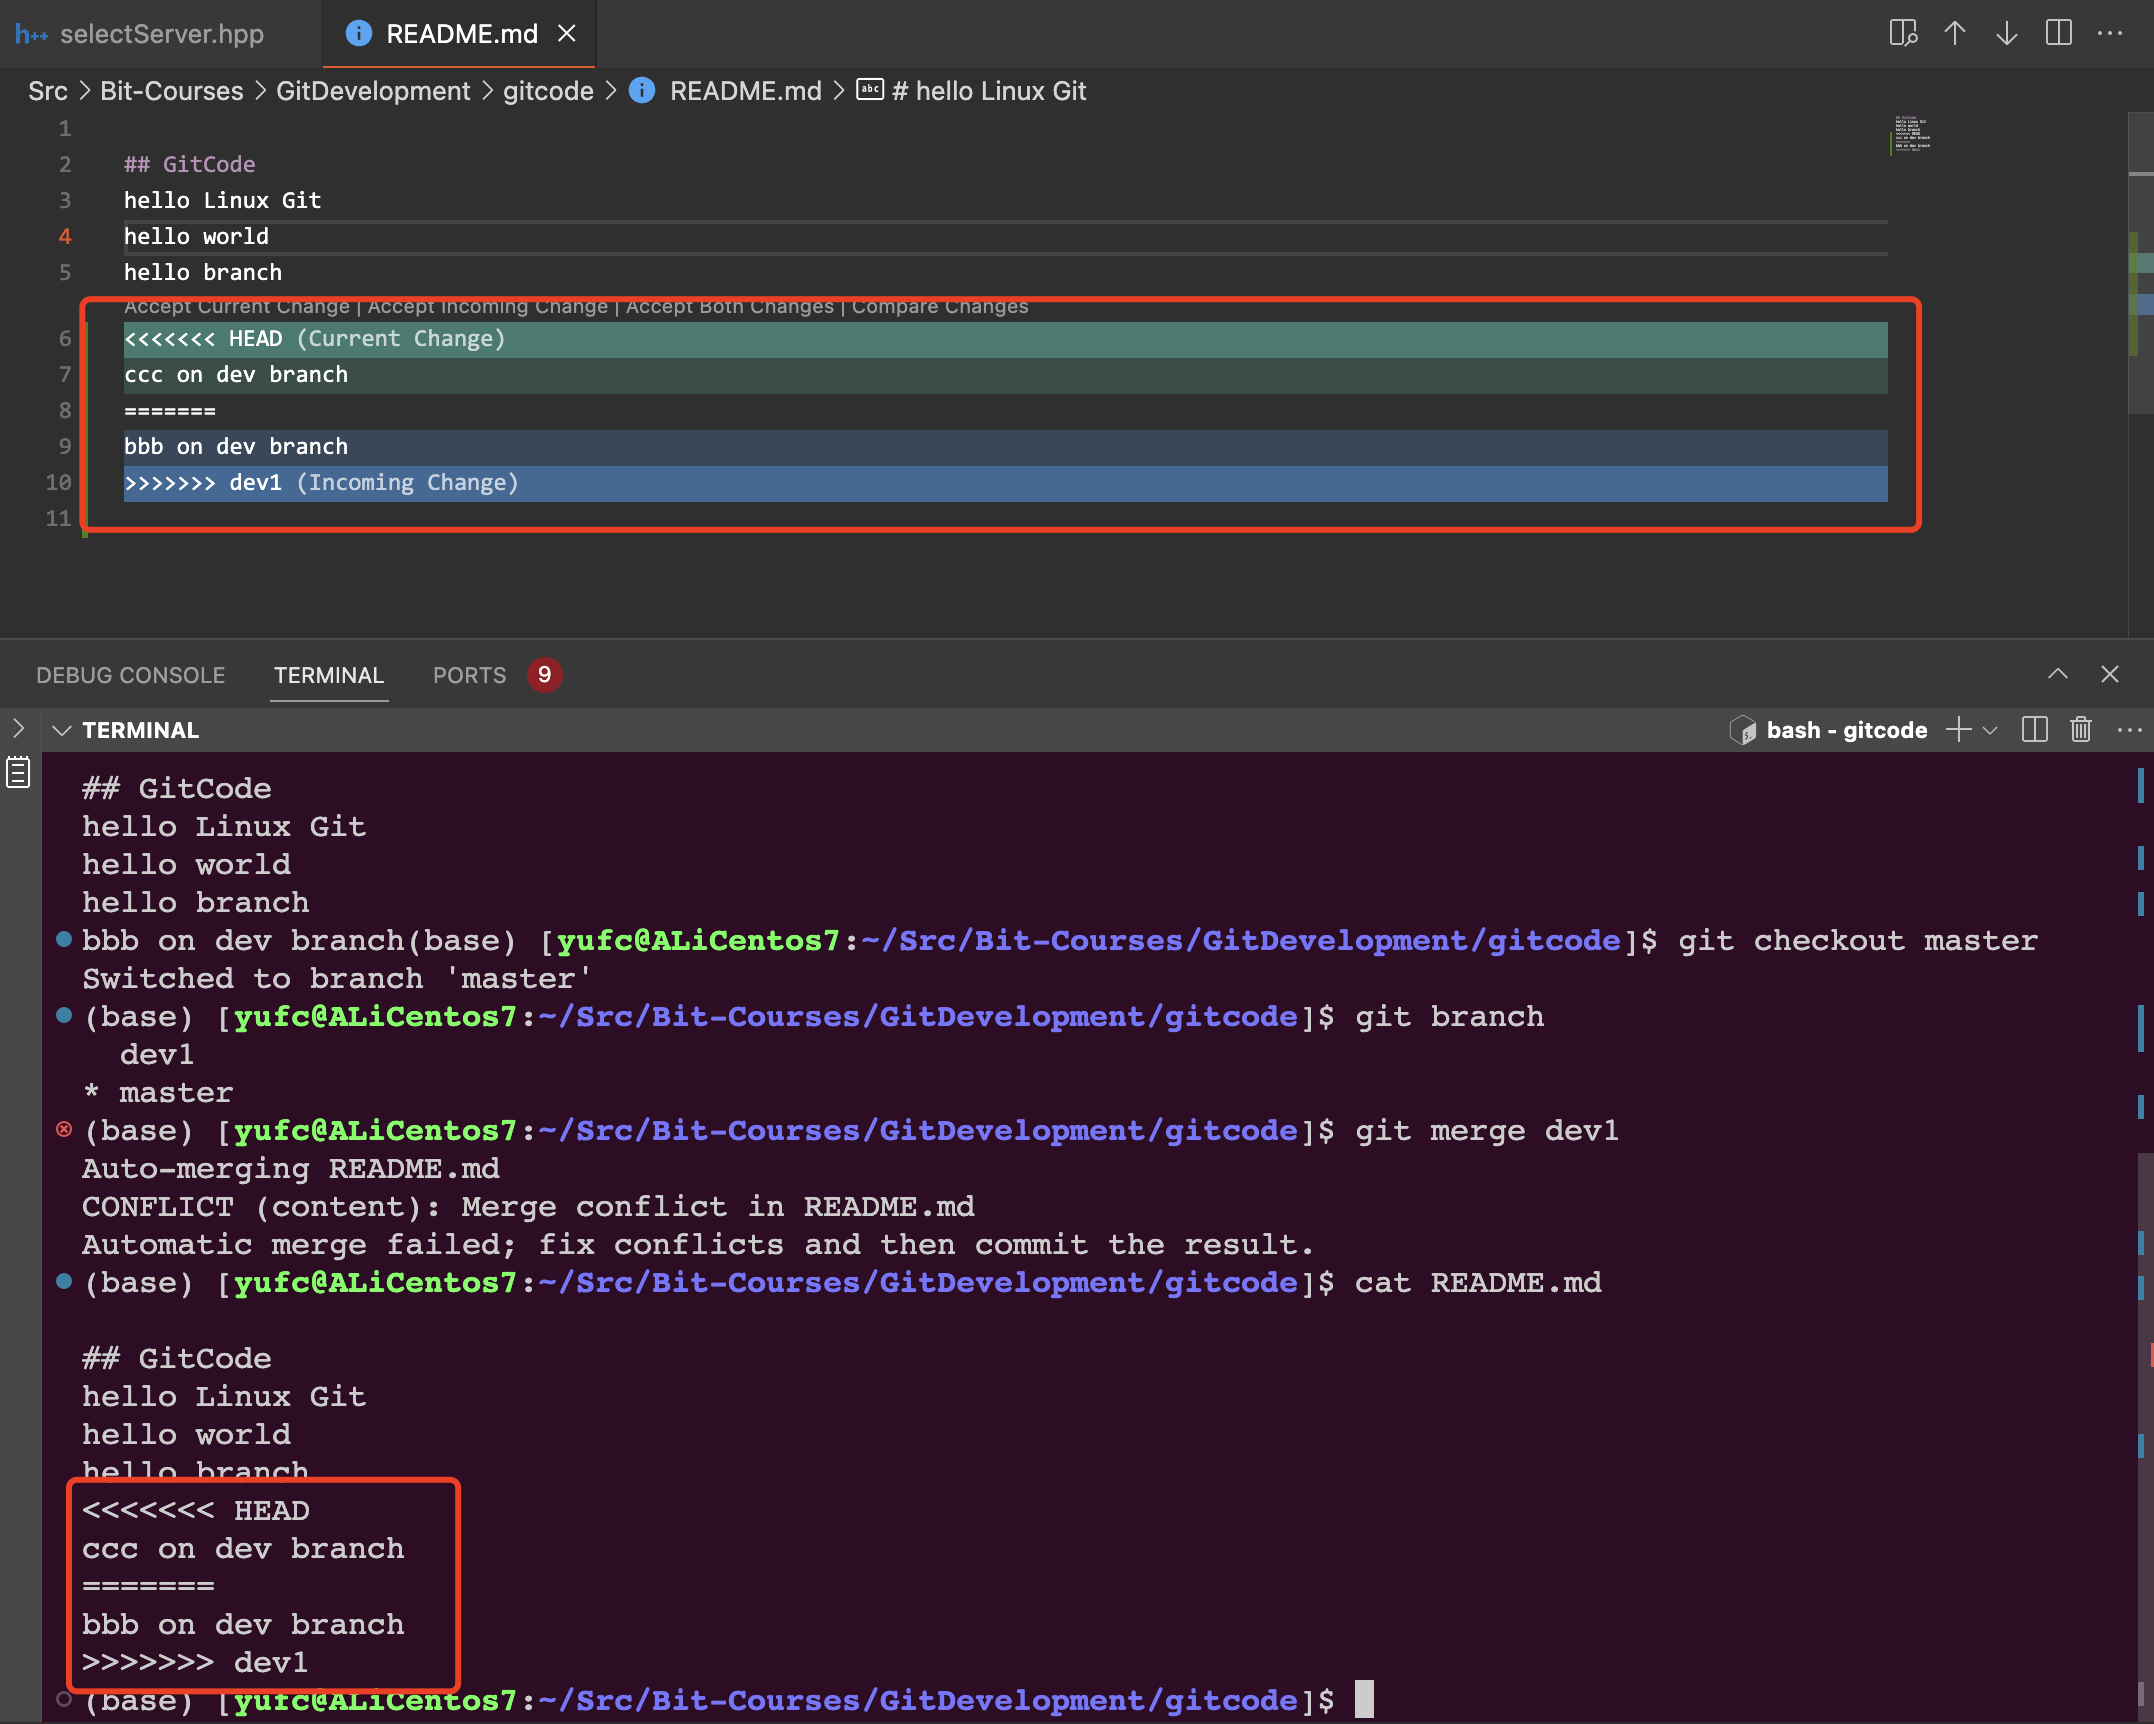 h++ selectServer.hpp README.md
Src > Bit-Courses > GitDevelopment > gitcode > README.md > abc # hello Linux Git
1
2 ## GitCode
3 hello Linux Git
4 hello world
5 hello branch
Accept Current Change | Accept Incoming Change | Accept Both Changes | Compare Changes
6 <<<<<<< HEAD (Current Change)
7 ccc on dev branch
8 =======
9 bbb on dev branch
10 >>>>>>> dev1 (Incoming Change)
11
DEBUG CONSOLE TERMINAL PORTS 9
TERMINAL bash - gitcode
## GitCode
hello Linux Git
hello world
hello branch
bbb on dev branch(base) [yufc@ALiCentos7:~/Src/Bit-Courses/GitDevelopment/gitcode]$ git checkout master
Switched to branch 'master'
(base) [yufc@ALiCentos7:~/Src/Bit-Courses/GitDevelopment/gitcode]$ git branch
dev1
* master
(base) [yufc@ALiCentos7:~/Src/Bit-Courses/GitDevelopment/gitcode]$ git merge dev1
Auto-merging README.md
CONFLICT (content): Merge conflict in README.md
Automatic merge failed; fix conflicts and then commit the result.
(base) [yufc@ALiCentos7:~/Src/Bit-Courses/GitDevelopment/gitcode]$ cat README.md
## GitCode
hello Linux Git
hello world
hello branch
<<<<<<< HEAD
ccc on dev branch
=======
bbb on dev branch
>>>>>>> dev1
(base) [yufc@ALiCentos7:~/Src/Bit-Courses/GitDevelopment/gitcode]$